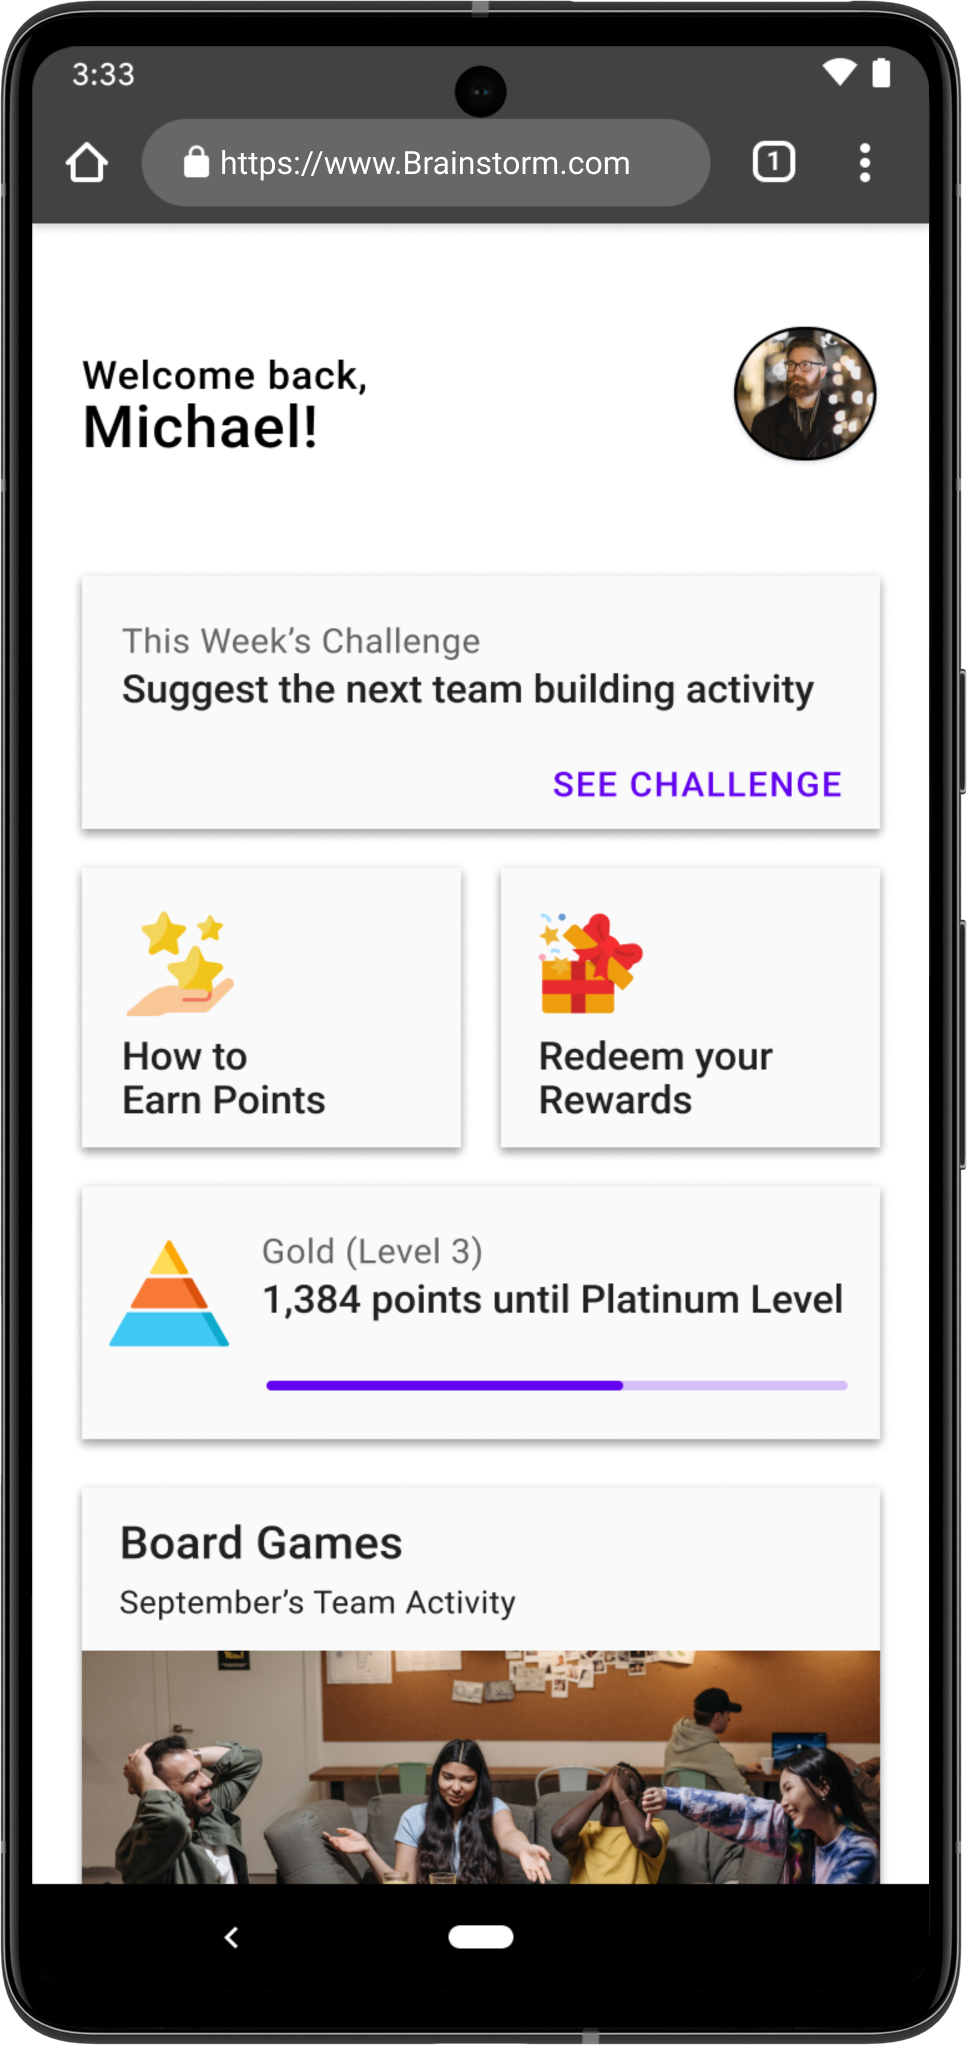 3:33
https://www.Brainstorm.com
1
Welcome back,
Michael!
This Week's Challenge
Suggest the next team building activity
SEE CHALLENGE
How to
Earn Points
Redeem your
Rewards
Gold (Level 3)
1,384 points until Platinum Level
Board Games
September's Team Activity